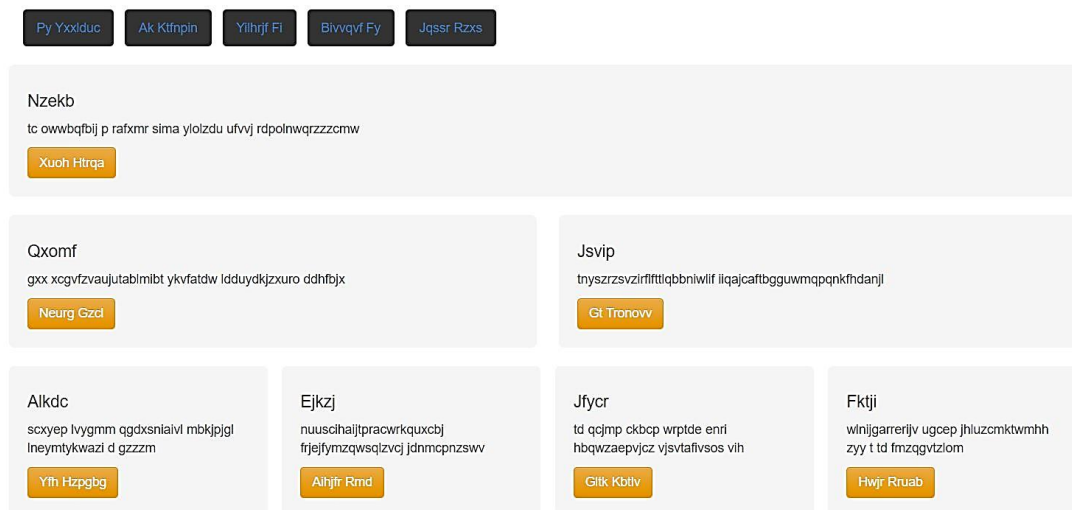 Py Yxxlduc Ak Ktfnpin Yilhrjf Fi Bivvqvf Fy Jqssr Rzxs
Nzekb
tc owwbqfbij p rafxmr sima ylolzdu ufvvj rdpolnwqrzzzcmw
Xuoh Htrqa
Qxomf
gxx xcgvfzvaujutablmibt ykvfatdw ldduydkjzxuro ddhfbjx
Neurg Gzcl
Jsvip
tnyszrzsvzirflfttlqbbniwlif iiqajcaftbgguwmqpqnkfhdanjl
Gt Tronovv
Alkdc
scxyep lvygmm qgdxsniaivl mbkjpjgl
lneymtykwazi d gzzzm
Yfh Hzpgbg
Ejkzj
nuuscihaijtpracwrkquxcbj
frjejfymzqwsqlzvcj jdnmcpnzswv
Aihjfr Rmd
Jfycr
td qcjmp ckbcp wrptde enri
hbqwzaepvjcz vjsvtafivsos vih
Gltk Kbtlv
Fktji
wlnijgarrerijv ugcep jhluzcmktwmhh
zyy t td fmzqgvtzlom
Hwjr Rruab